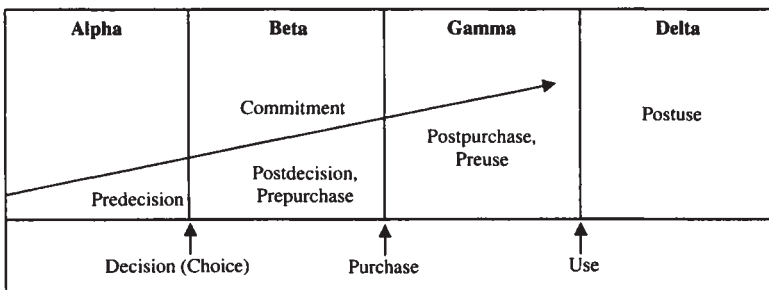 Alpha Beta Gamma Delta
Commitment
Postuse
Postpurchase,
Preuse
Postdecision,
Prepurchase
Predecision
Decision (Choice) Purchase Use